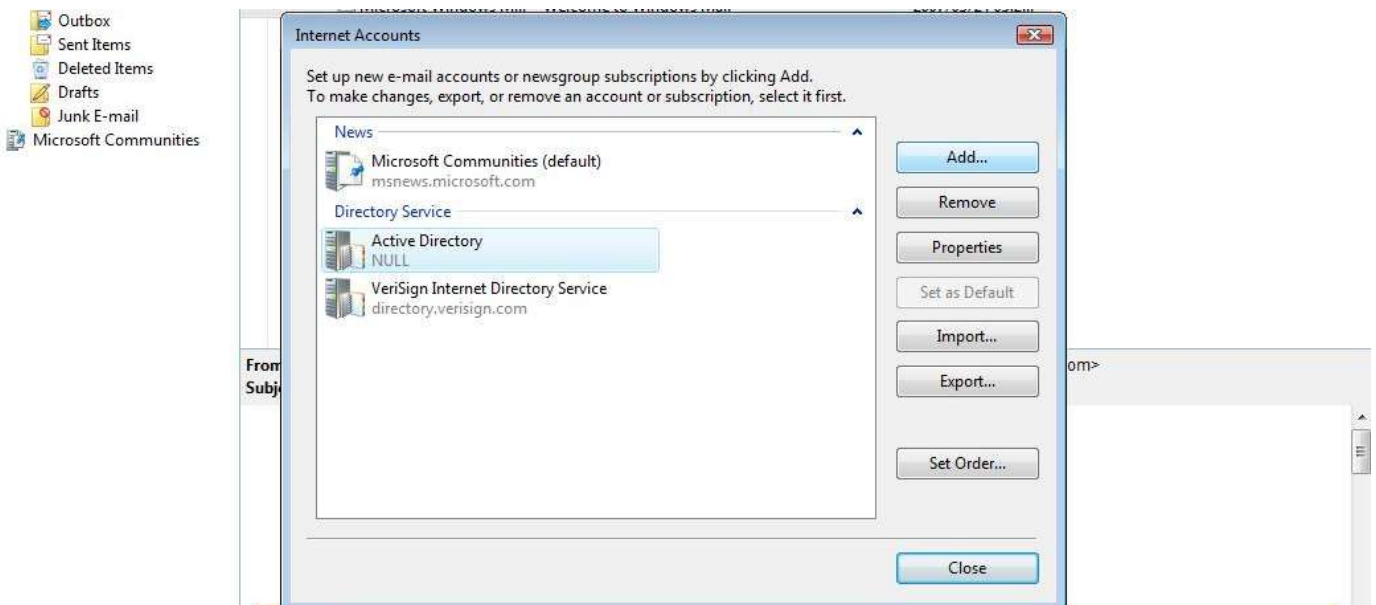 Outbox
Sent Items
Deleted Items
Drafts
Junk E-mail
Microsoft Communities
Internet Accounts
Set up new e-mail accounts or newsgroup subscriptions by clicking Add.
To make changes, export, or remove an account or subscription, select it first.
News
Microsoft Communities (default)
msnews.microsoft.com
Directory Service
Active Directory
NULL
VeriSign Internet Directory Service
directory.verisign.com
Add...
Remove
Properties
Set as Default
Import...
Export...
Set Order...
Close
From
Subje
om>